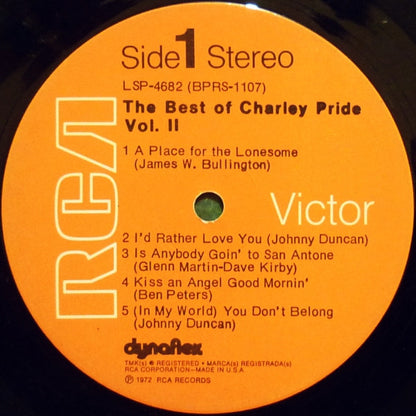 Side 1 Stereo
LSP-4682 (BPRS-1107)
The Best of Charley Pride
Vol. II
1 A Place for the Lonesome
(James W. Bullington)
RCA
Victor
2 I'd Rather Love You (Johnny Duncan)
3 Is Anybody Goin' to San Antone
(Glenn Martin-Dave Kirby)
4 Kiss an Angel Good Mornin'
(Ben Peters)
5 (In My World) You Don't Belong
(Johnny Duncan)
dynaflex
TMK(s) ® REGISTERED • MARCA(s) REGISTRADA(s)
RCA CORPORATION-MADE IN U.S.A
℗ 1972 RCA RECORDS